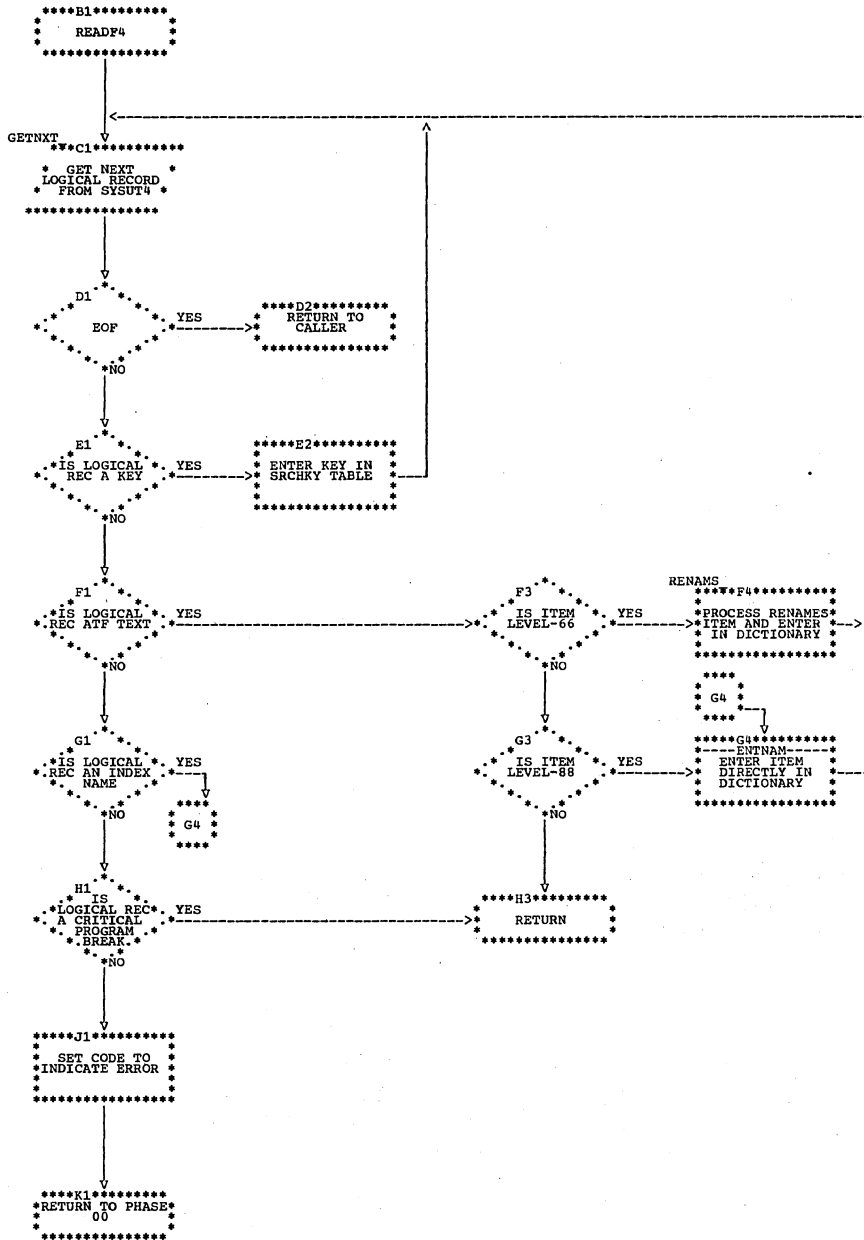 B1
READF4
GETNXT
C1
GET NEXT
LOGICAL RECORD
FROM SYSUT4
D1
EOF
YES
NO
D2
RETURN TO
CALLER
E1
IS LOGICAL
REC A KEY
YES
NO
E2
ENTER KEY IN
SRCHKY TABLE
F1
IS LOGICAL
REC ATF TEXT
YES
NO
F3
IS ITEM
LEVEL-66
YES
NO
RENAMS
F4
PROCESS RENAMES
ITEM AND ENTER
IN DICTIONARY
G4
G1
IS LOGICAL
REC AN INDEX
NAME
YES
NO
G4
G3
IS ITEM
LEVEL-88
YES
NO
G4
ENTNAM
ENTER ITEM
DIRECTLY IN
DICTIONARY
H1
IS
LOGICAL REC
A CRITICAL
PROGRAM
BREAK
YES
NO
H3
RETURN
J1
SET CODE TO
INDICATE ERROR
K1
RETURN TO PHASE
00